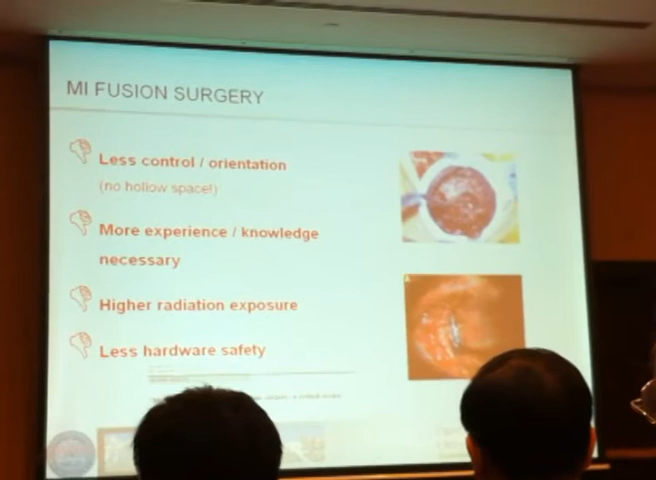 MI FUSION SURGERY
Less control / orientation
(no hollow space!)
More experience / knowledge
necessary
Higher radiation exposure
Less hardware safety